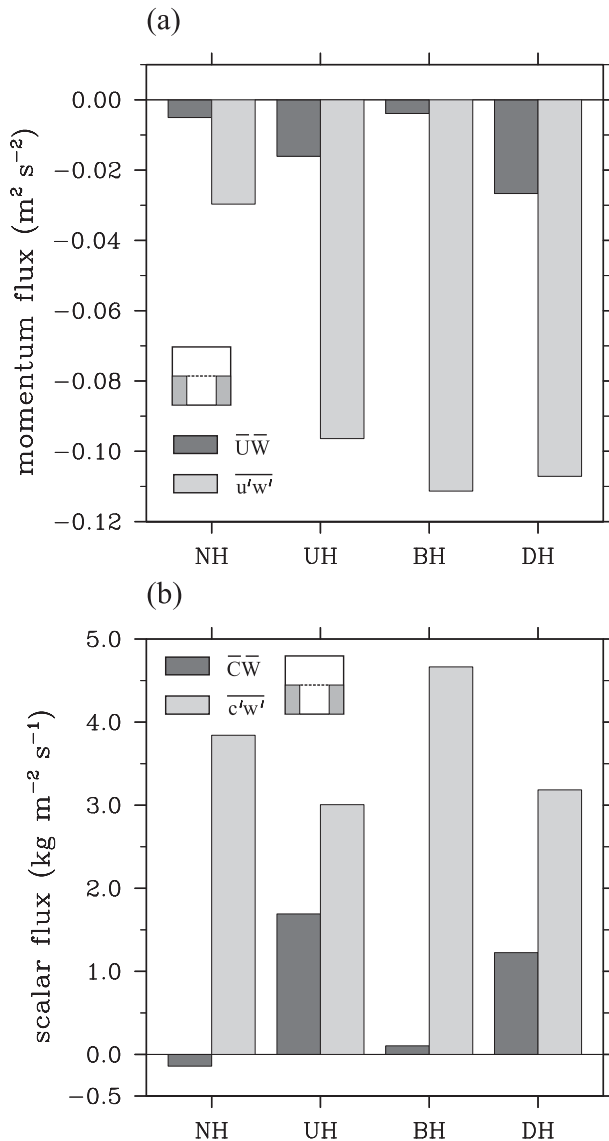 (a)
momentum flux (m² s⁻²)
0.00
−0.02
−0.04
−0.06
−0.08
−0.10
−0.12
U̅ W̅
u′w′
NH UH BH DH
(b)
scalar flux (kg m⁻² s⁻¹)
5.0
4.0
3.0
2.0
1.0
0.0
−0.5
C̅ W̅
c′w′
NH UH BH DH